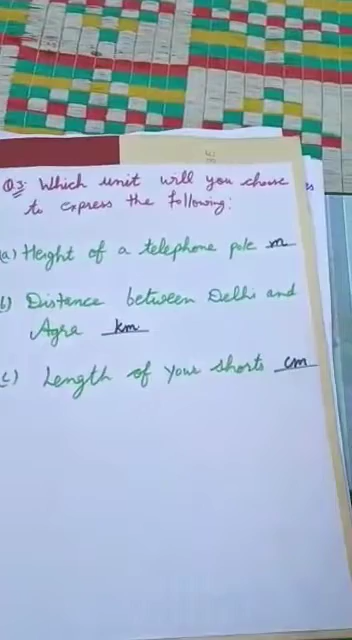 Q.3: Which unit will you choose
to express the following:
(a) Height of a telephone pole m
b) Distance between Delhi and
Agra km
c) Length of your shorts cm